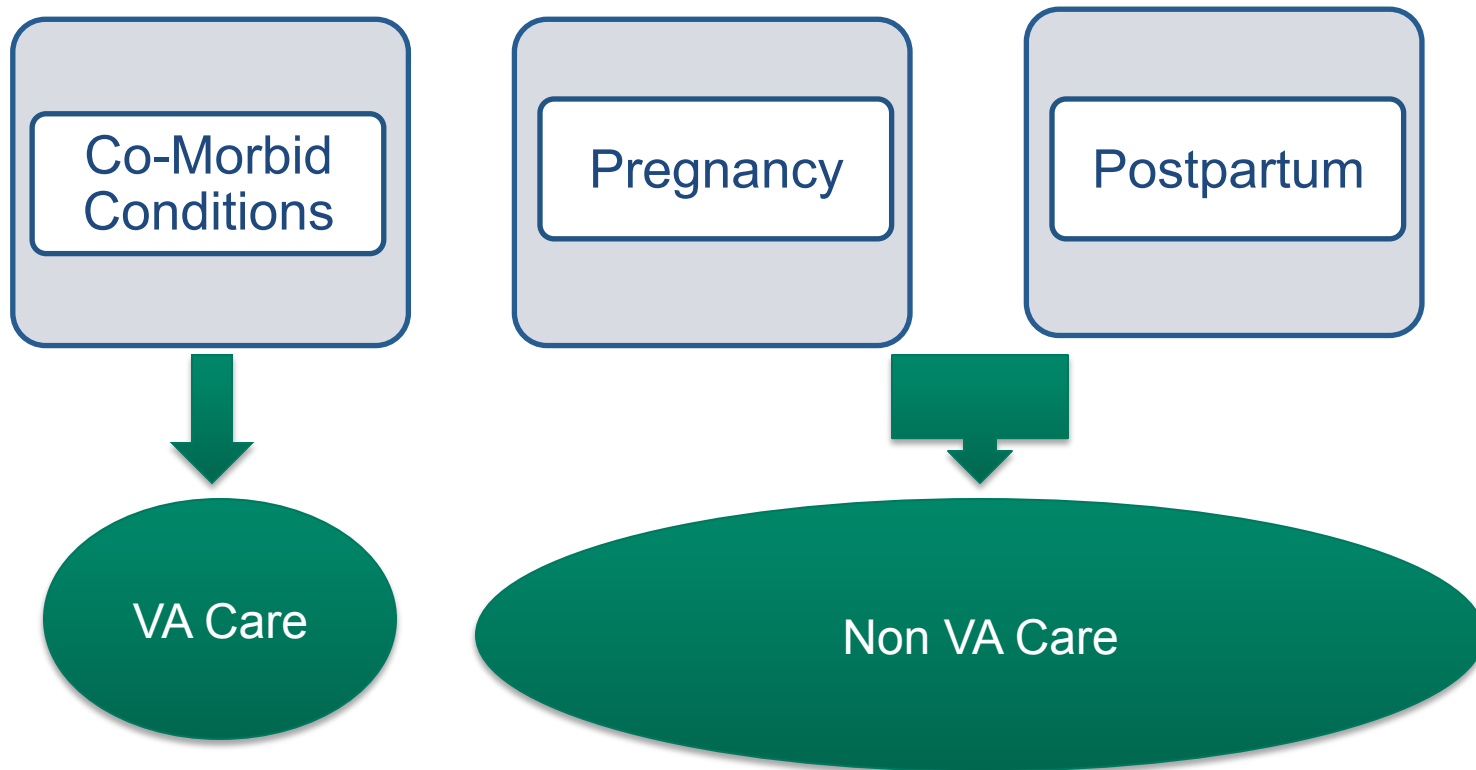 Co-Morbid
Conditions
Pregnancy
Postpartum
VA Care
Non VA Care